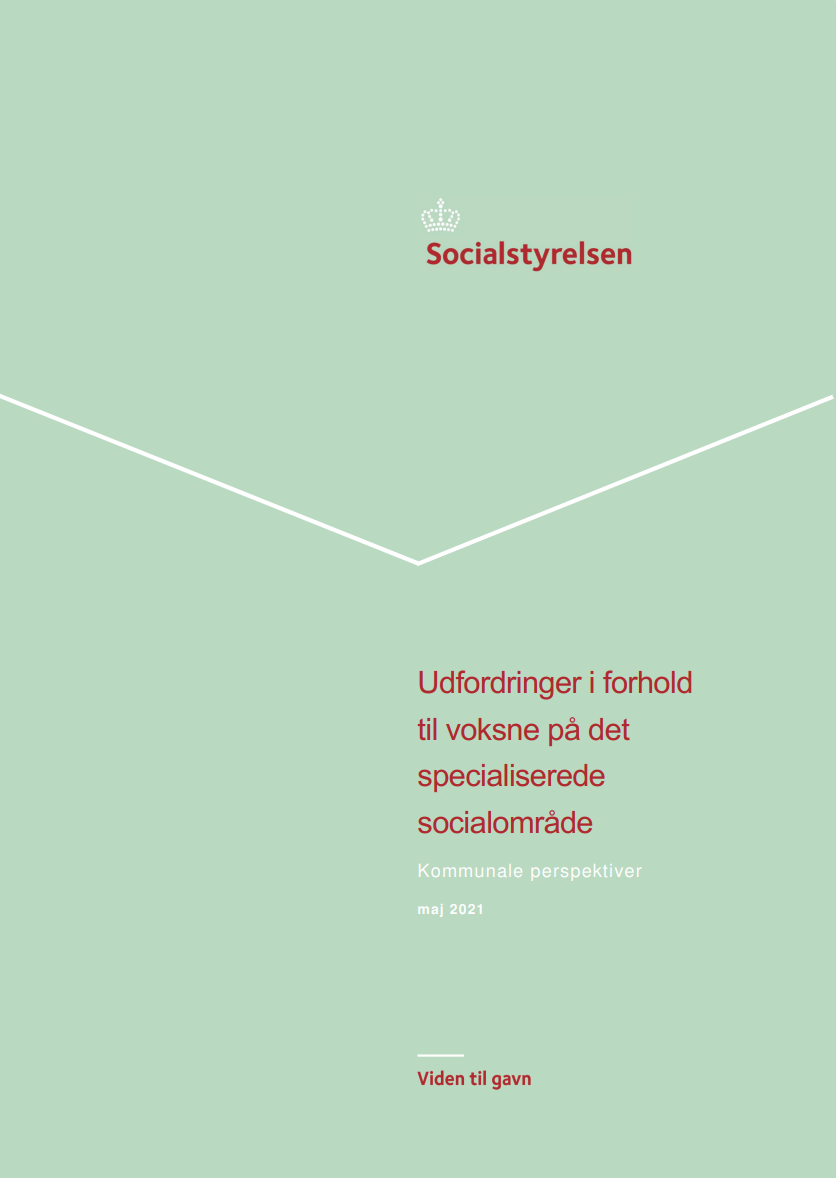 Socialstyrelsen
Udfordringer i forhold
til voksne på det
specialiserede
socialområde
Kommunale perspektiver
maj 2021
Viden til gavn